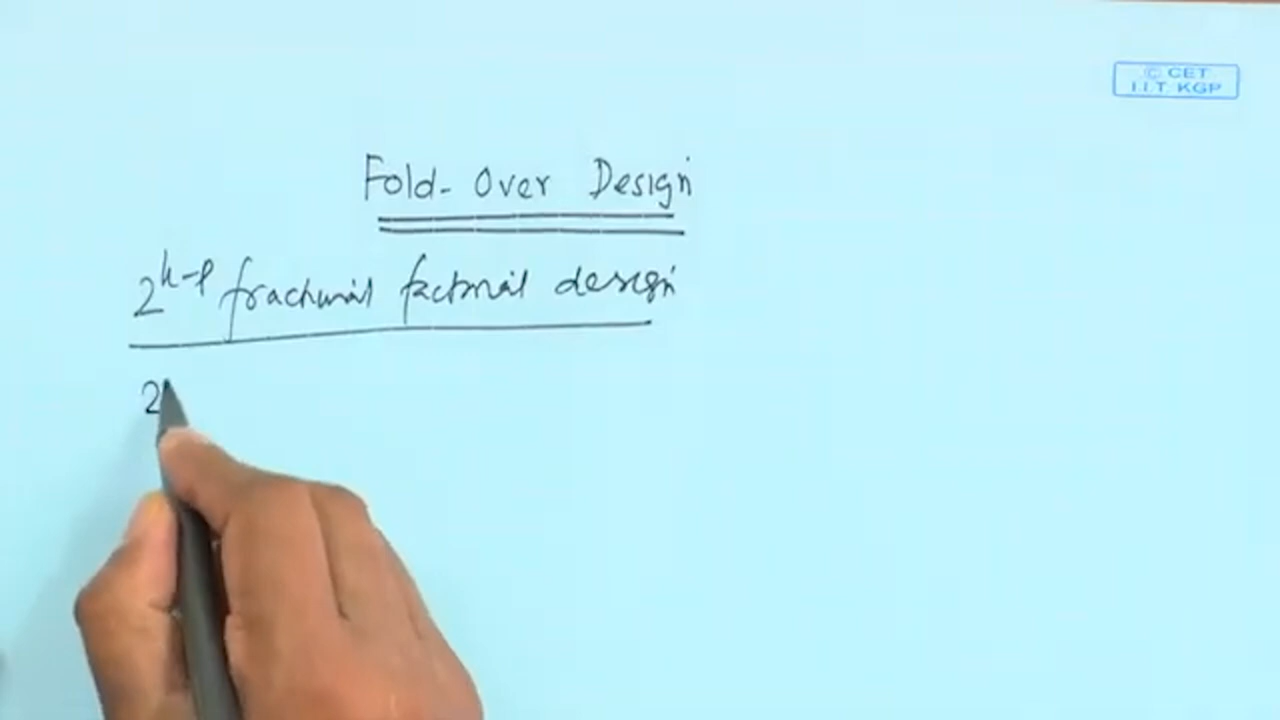 © CET
I.I.T. KGP
Fold-Over Design
2^{k-p} fractional factorial design
2